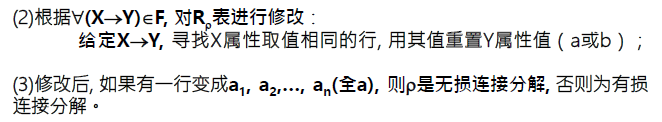 (2)根据∀(X→Y)∈F, 对Rρ表进行修改：
给定X→Y, 寻找X属性取值相同的行, 用其值重置Y属性值（a或b）；
(3)修改后, 如果有一行变成a₁, a₂,…, aₙ(全a), 则ρ是无损连接分解, 否则为有损
连接分解。